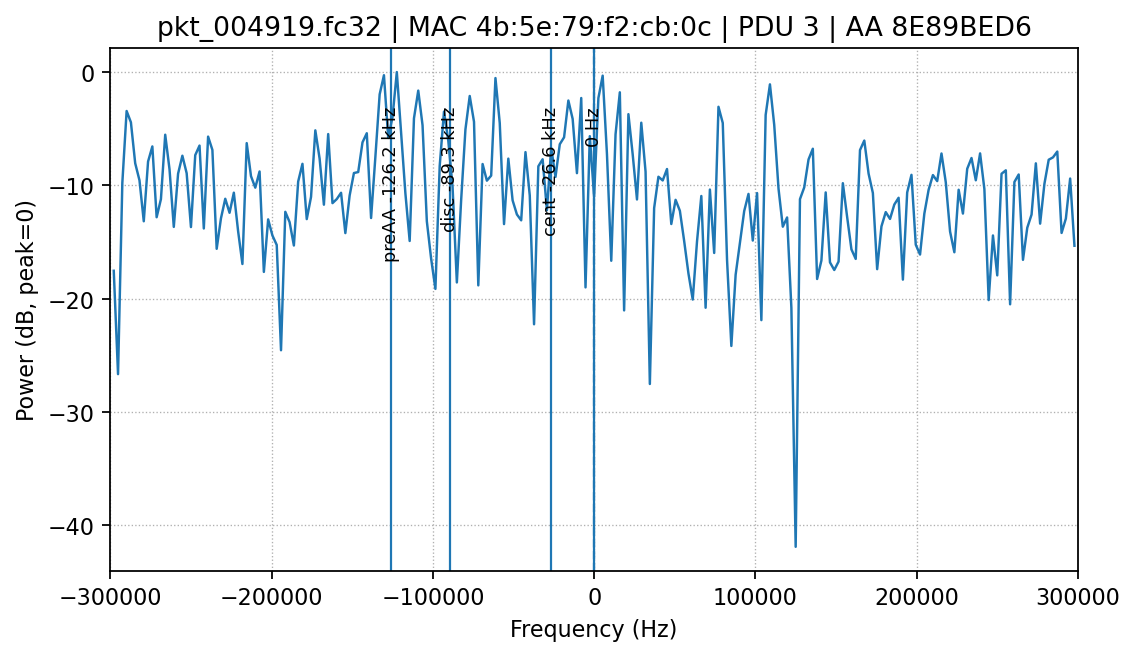 pkt_004919.fc32 | MAC 4b:5e:79:f2:cb:0c | PDU 3 | AA 8E89BED6
Power (dB, peak=0)
0
−10
−20
−30
−40
preAA -126.2 kHz
disc -89.3 kHz
cent -26.6 kHz
0 Hz
−300000
−200000
−100000
0
100000
200000
300000
Frequency (Hz)